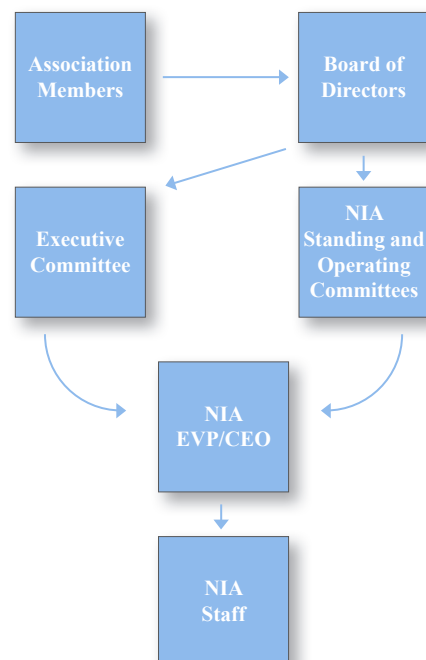 Association
Members
Board of
Directors
Executive
Committee
NIA
Standing and
Operating
Committees
NIA
EVP/CEO
NIA
Staff